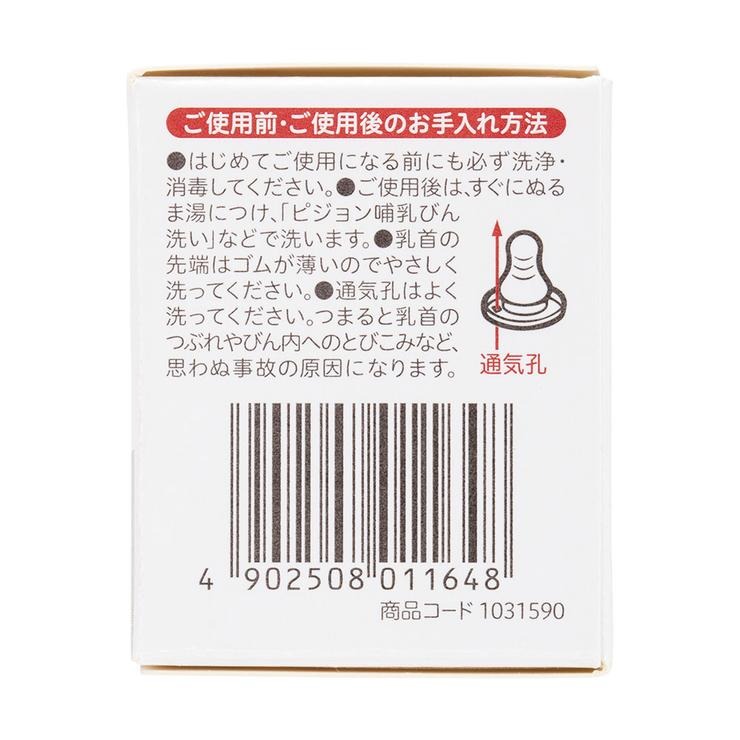 ご使用前・ご使用後のお手入れ方法
●はじめてご使用になる前にも必ず洗浄・
消毒してください。●ご使用後は、すぐにぬる
ま湯につけ、「ピジョン哺乳びん
洗い」などで洗います。●乳首の
先端はゴムが薄いのでやさしく
洗ってください。●通気孔はよく
洗ってください。つまると乳首の
つぶれやびん内へのとびこみなど、
思わぬ事故の原因になります。
通気孔
4 902508 011648
商品コード 1031590